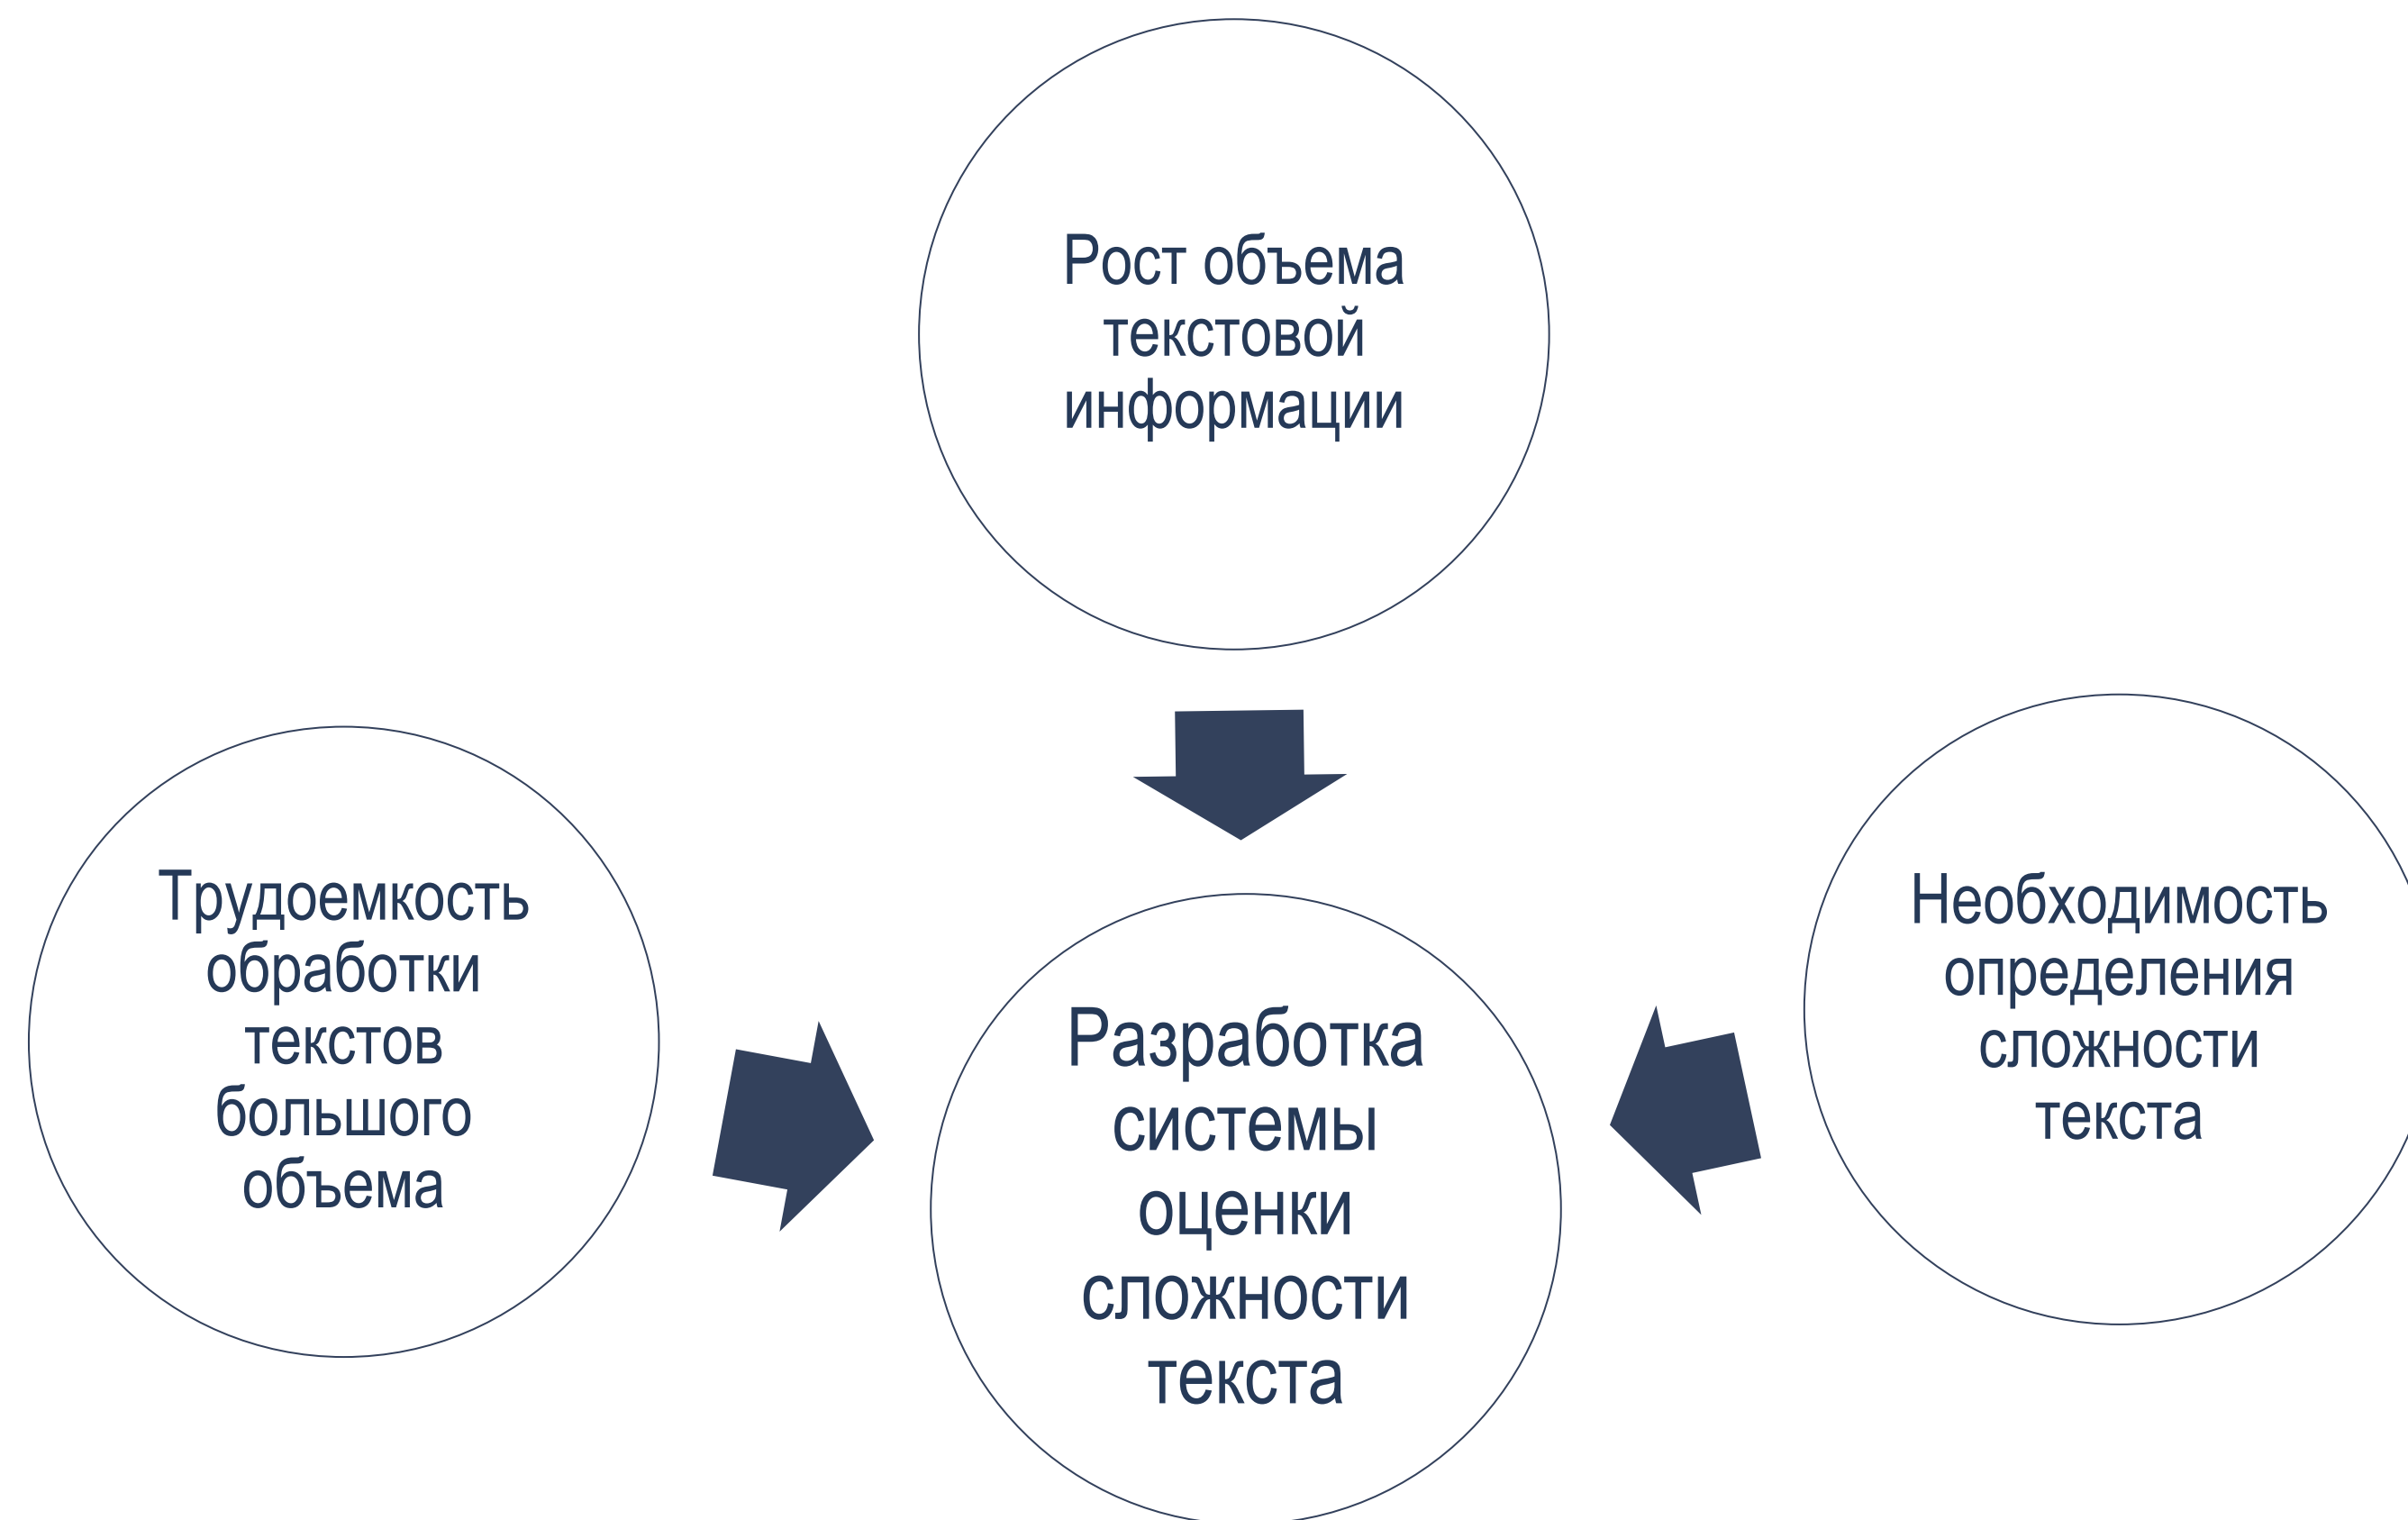 Рост объема
текстовой
информации
Трудоемкость
обработки
текстов
большого
объема
Разработка
системы
оценки
сложности
текста
Необходимость
определения
сложности
текста